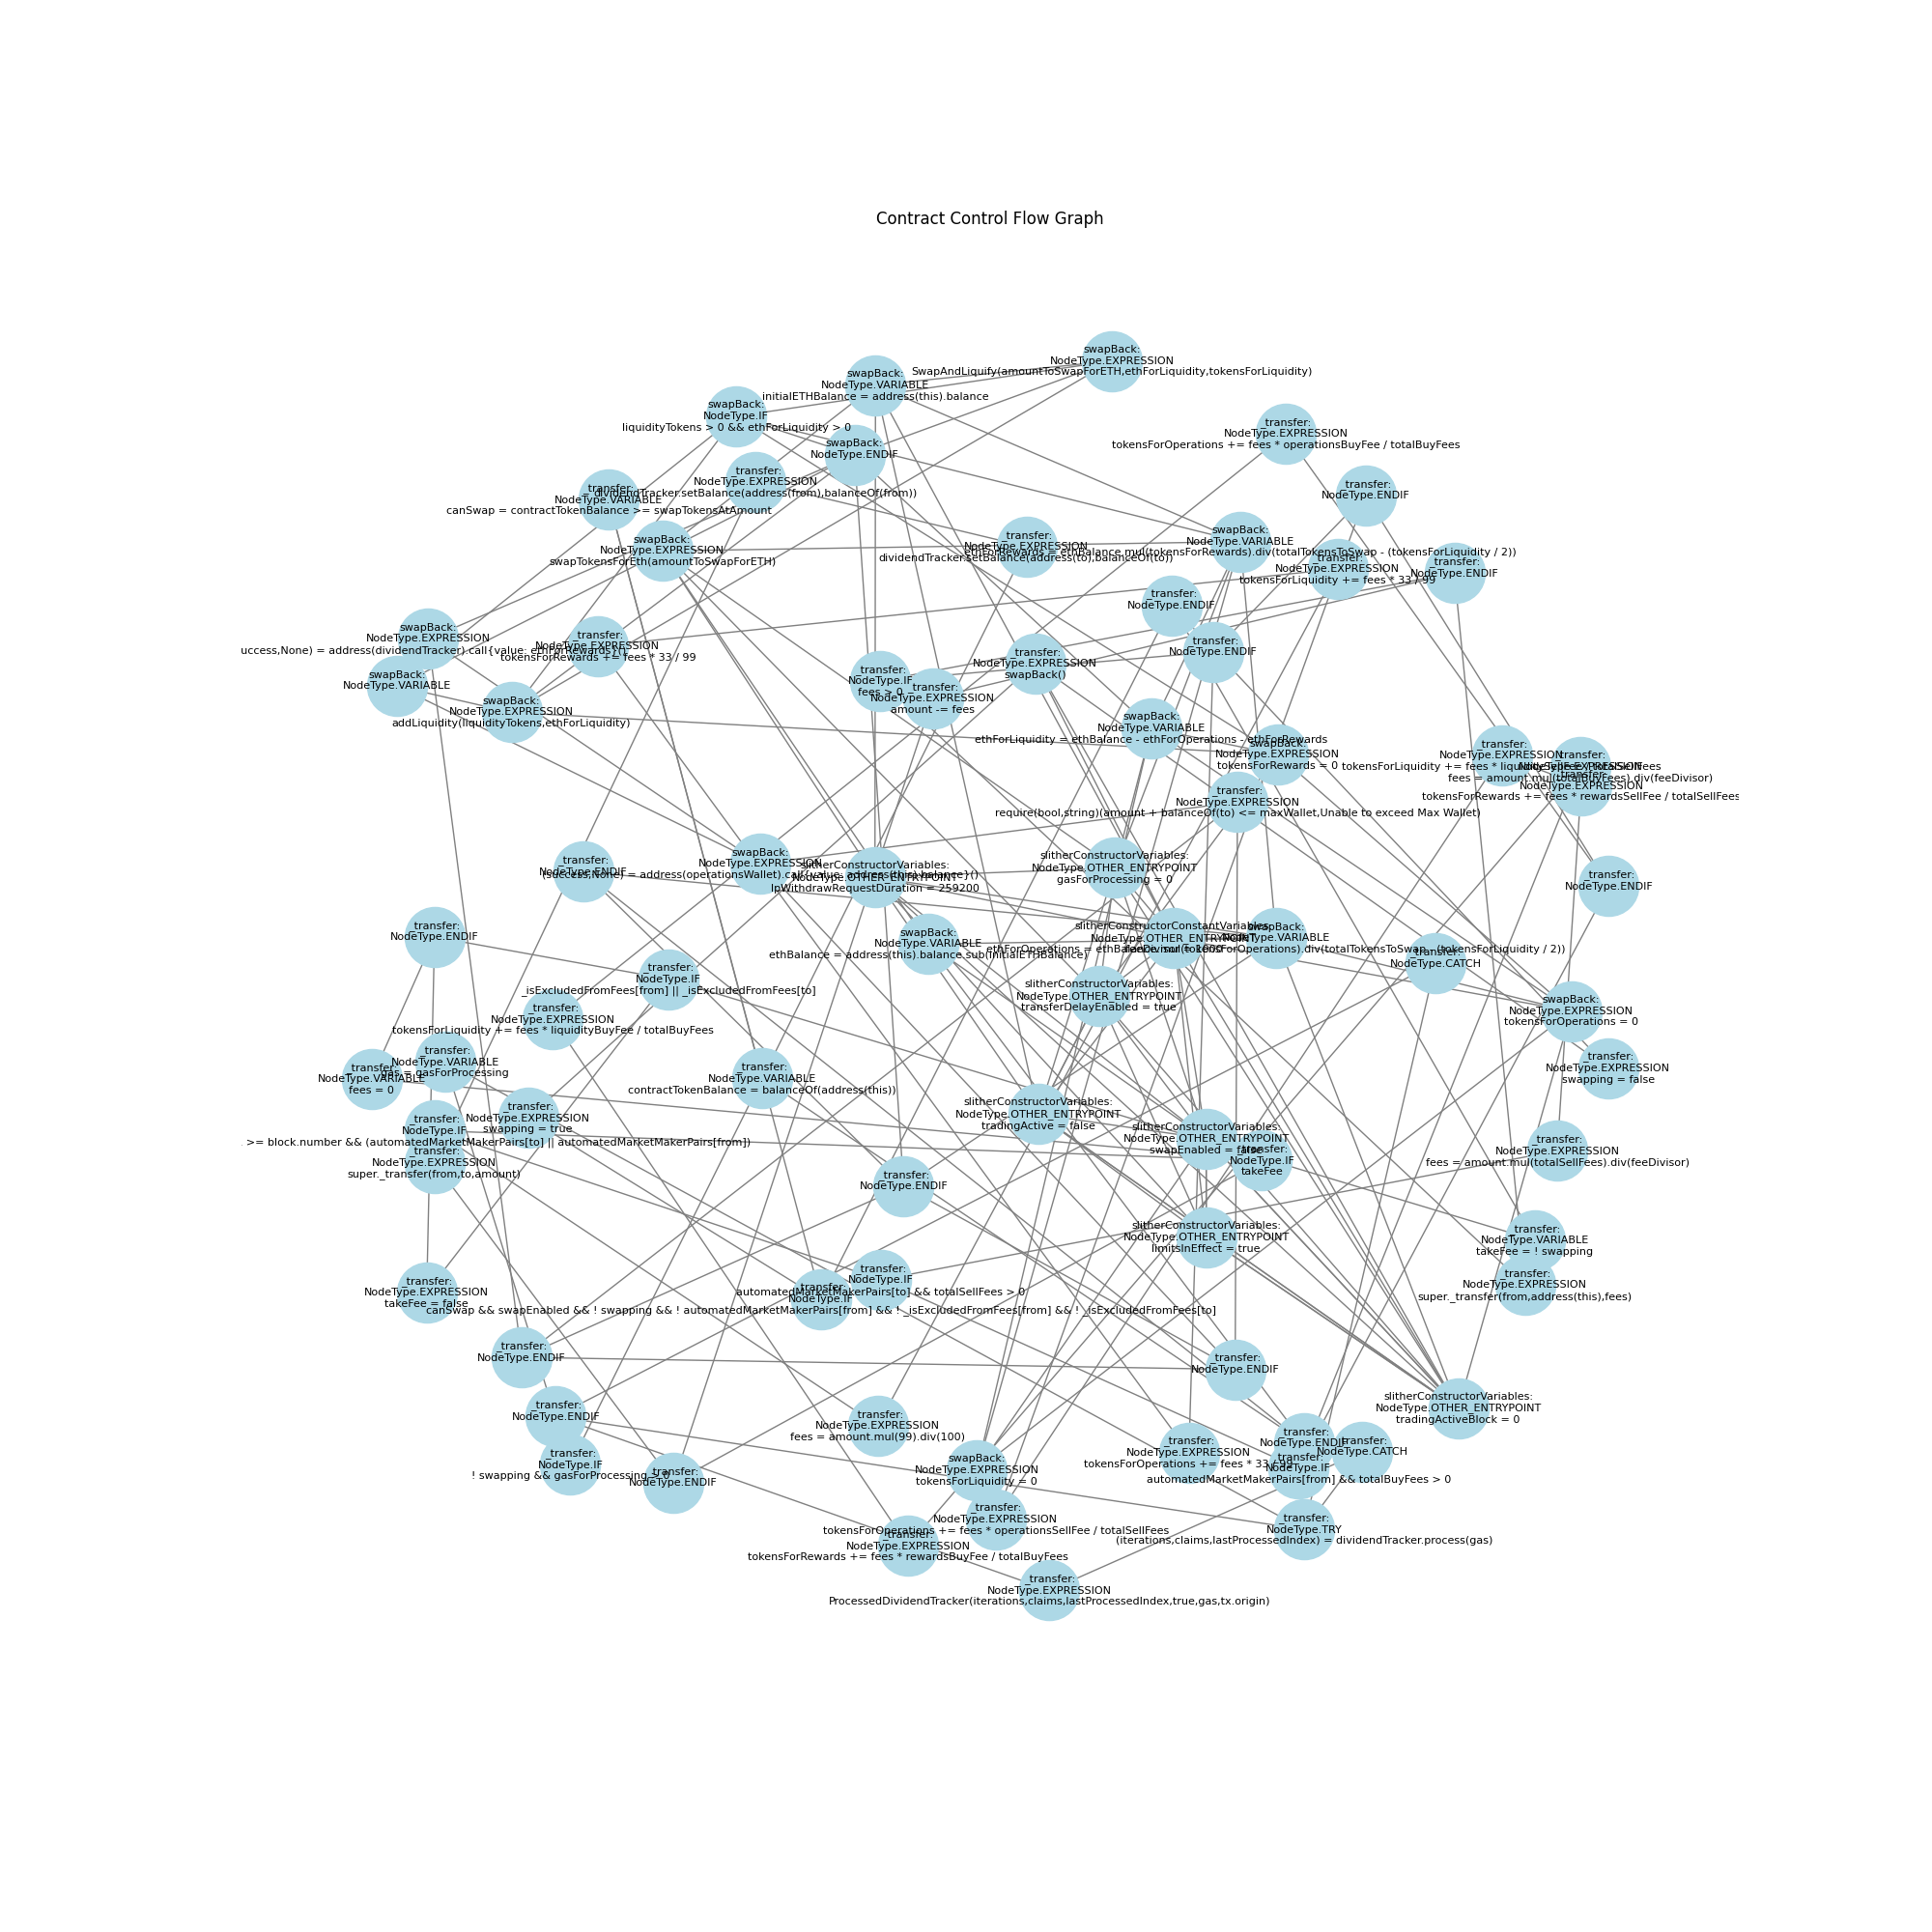 Contract Control Flow Graph
swapBack:
NodeType.EXPRESSION
SwapAndLiquify(amountToSwapForETH,ethForLiquidity,tokensForLiquidity)
swapBack:
NodeType.VARIABLE
initialETHBalance = address(this).balance
swapBack:
NodeType.IF
liquidityTokens > 0 && ethForLiquidity > 0
_transfer:
NodeType.EXPRESSION
tokensForOperations += fees * operationsBuyFee / totalBuyFees
swapBack:
NodeType.ENDIF
_transfer:
NodeType.EXPRESSION
dividendTracker.setBalance(address(from),balanceOf(from))
_transfer:
NodeType.VARIABLE
canSwap = contractTokenBalance >= swapTokensAtAmount
_transfer:
NodeType.ENDIF
swapBack:
NodeType.EXPRESSION
swapTokensForEth(amountToSwapForETH)
_transfer:
NodeType.EXPRESSION
dividendTracker.setBalance(address(to),balanceOf(to))
swapBack:
NodeType.VARIABLE
ethForRewards = ethBalance.mul(tokensForRewards).div(totalTokensToSwap - (tokensForLiquidity / 2))
_transfer:
NodeType.EXPRESSION
tokensForLiquidity += fees * 33 / 99
_transfer:
NodeType.ENDIF
_transfer:
NodeType.ENDIF
swapBack:
NodeType.EXPRESSION
uccess,None) = address(dividendTracker).call{value: ethForRewards}()
_transfer:
NodeType.EXPRESSION
tokensForRewards += fees * 33 / 99
_transfer:
NodeType.ENDIF
_transfer:
NodeType.EXPRESSION
swapBack()
swapBack:
NodeType.VARIABLE
_transfer:
NodeType.IF
fees > 0
_transfer:
NodeType.EXPRESSION
amount -= fees
swapBack:
NodeType.EXPRESSION
addLiquidity(liquidityTokens,ethForLiquidity)
swapBack:
NodeType.VARIABLE
ethForLiquidity = ethBalance - ethForOperations - ethForRewards
swapBack:
NodeType.EXPRESSION
tokensForRewards = 0
_transfer:
NodeType.EXPRESSION
tokensForLiquidity += fees * liquiditySellFee / totalSellFees
_transfer:
NodeType.EXPRESSION
fees = amount.mul(totalBuyFees).div(feeDivisor)
_transfer:
NodeType.EXPRESSION
tokensForRewards += fees * rewardsSellFee / totalSellFees
_transfer:
NodeType.EXPRESSION
require(bool,string)(amount + balanceOf(to) <= maxWallet,Unable to exceed Max Wallet)
_transfer:
NodeType.ENDIF
swapBack:
NodeType.EXPRESSION
(success,None) = address(operationsWallet).call{value: address(this).balance}()
slitherConstructorVariables:
NodeType.OTHER_ENTRYPOINT
lpWithdrawRequestDuration = 259200
slitherConstructorVariables:
NodeType.OTHER_ENTRYPOINT
gasForProcessing = 0
_transfer:
NodeType.ENDIF
_transfer:
NodeType.ENDIF
swapBack:
NodeType.VARIABLE
ethBalance = address(this).balance.sub(initialETHBalance)
slitherConstructorConstantVariables:
NodeType.OTHER_ENTRYPOINT
feeDivisor = 1000
swapBack:
NodeType.VARIABLE
ethForOperations = ethBalance.mul(tokensForOperations).div(totalTokensToSwap - (tokensForLiquidity / 2))
_transfer:
NodeType.CATCH
_transfer:
NodeType.IF
_isExcludedFromFees[from] || _isExcludedFromFees[to]
slitherConstructorVariables:
NodeType.OTHER_ENTRYPOINT
transferDelayEnabled = true
_transfer:
NodeType.EXPRESSION
tokensForLiquidity += fees * liquidityBuyFee / totalBuyFees
swapBack:
NodeType.EXPRESSION
tokensForOperations = 0
_transfer:
NodeType.VARIABLE
gas = gasForProcessing
_transfer:
NodeType.VARIABLE
fees = 0
_transfer:
NodeType.VARIABLE
contractTokenBalance = balanceOf(address(this))
_transfer:
NodeType.EXPRESSION
swapping = false
_transfer:
NodeType.EXPRESSION
swapping = true
slitherConstructorVariables:
NodeType.OTHER_ENTRYPOINT
tradingActive = false
_transfer:
NodeType.IF
>= block.number && (automatedMarketMakerPairs[to] || automatedMarketMakerPairs[from])
slitherConstructorVariables:
NodeType.OTHER_ENTRYPOINT
swapEnabled = false
_transfer:
NodeType.IF
takeFee
_transfer:
NodeType.EXPRESSION
super._transfer(from,to,amount)
_transfer:
NodeType.EXPRESSION
fees = amount.mul(totalSellFees).div(feeDivisor)
_transfer:
NodeType.ENDIF
slitherConstructorVariables:
NodeType.OTHER_ENTRYPOINT
limitsInEffect = true
_transfer:
NodeType.VARIABLE
takeFee = ! swapping
_transfer:
NodeType.EXPRESSION
super._transfer(from,address(this),fees)
_transfer:
NodeType.EXPRESSION
takeFee = false
_transfer:
NodeType.IF
automatedMarketMakerPairs[to] && totalSellFees > 0
_transfer:
NodeType.IF
canSwap && swapEnabled && ! swapping && ! automatedMarketMakerPairs[from] && ! _isExcludedFromFees[from] && ! _isExcludedFromFees[to]
_transfer:
NodeType.ENDIF
_transfer:
NodeType.ENDIF
slitherConstructorVariables:
NodeType.OTHER_ENTRYPOINT
tradingActiveBlock = 0
_transfer:
NodeType.ENDIF
_transfer:
NodeType.EXPRESSION
fees = amount.mul(99).div(100)
_transfer:
NodeType.ENDIF
_transfer:
NodeType.CATCH
_transfer:
NodeType.EXPRESSION
tokensForOperations += fees * 33 / 99
_transfer:
NodeType.IF
automatedMarketMakerPairs[from] && totalBuyFees > 0
_transfer:
NodeType.IF
! swapping && gasForProcessing > 0
_transfer:
NodeType.ENDIF
swapBack:
NodeType.EXPRESSION
tokensForLiquidity = 0
_transfer:
NodeType.EXPRESSION
tokensForOperations += fees * operationsSellFee / totalSellFees
_transfer:
NodeType.TRY
(iterations,claims,lastProcessedIndex) = dividendTracker.process(gas)
_transfer:
NodeType.EXPRESSION
tokensForRewards += fees * rewardsBuyFee / totalBuyFees
_transfer:
NodeType.EXPRESSION
ProcessedDividendTracker(iterations,claims,lastProcessedIndex,true,gas,tx.origin)